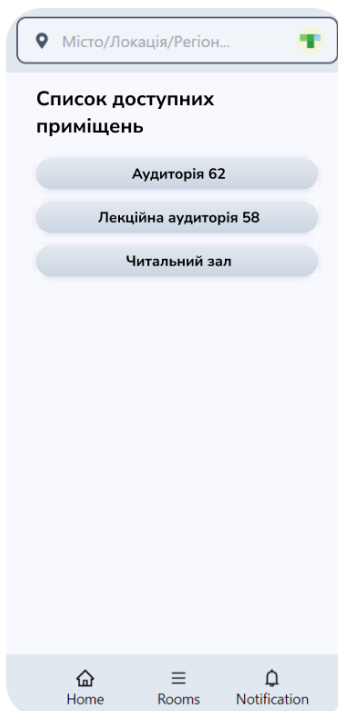 Місто/Локація/Регіон...
Список доступних
приміщень
Аудиторія 62
Лекційна аудиторія 58
Читальний зал
Home Rooms Notification